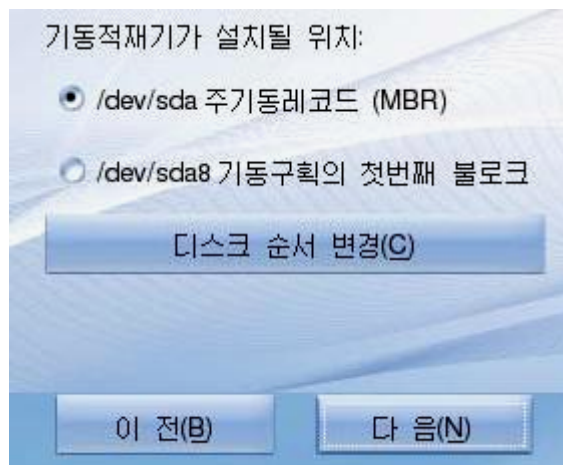 기동적재기가 설치될 위치:
/dev/sda 주기동레코드 (MBR)
/dev/sda8 기동구획의 첫번째 불로크
디스크 순서 변경(C)
이 전(B)
다 음(N)